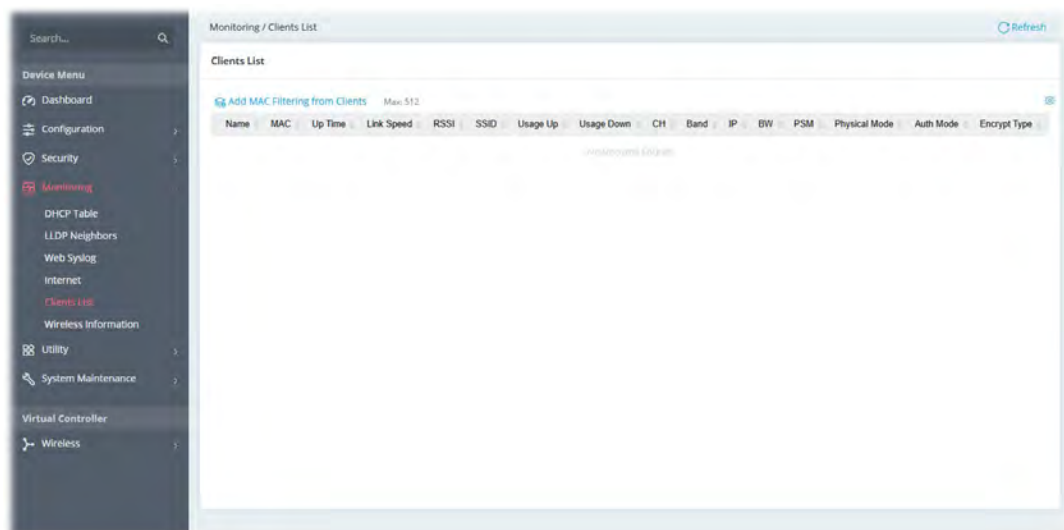 Search...
Device Menu
Dashboard
Configuration
Security
Monitoring
DHCP Table
LLDP Neighbors
Web Syslog
Internet
Clients List
Wireless Information
Utility
System Maintenance
Virtual Controller
Wireless
Monitoring / Clients List
Refresh
Clients List
Add MAC Filtering from Clients Max: 512
Name MAC Up Time Link Speed RSSI SSID Usage Up Usage Down CH Band IP BW PSM Physical Mode Auth Mode Encrypt Type